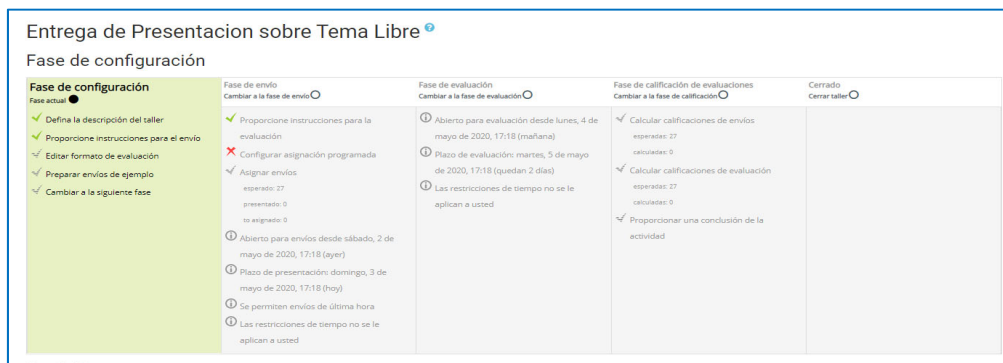 Entrega de Presentacion sobre Tema Libre
Fase de configuración
Fase de configuración
Fase actual
Defina la descripción del taller
Proporcione instrucciones para el envío
Editar formato de evaluación
Preparar envíos de ejemplo
Cambiar a la siguiente fase
Fase de envío
Cambiar a la fase de envío
Proporcione instrucciones para la
evaluación
Configurar asignación programada
Asignar envíos
esperado: 27
presentado: 0
to asignado: 0
Abierto para envíos desde sábado, 2 de
mayo de 2020, 17:18 (ayer)
Plazo de presentación: domingo, 3 de
mayo de 2020, 17:18 (hoy)
Se permiten envíos de última hora
Las restricciones de tiempo no se le
aplican a usted
Fase de evaluación
Cambiar a la fase de evaluación
Abierto para evaluación desde lunes, 4 de
mayo de 2020, 17:18 (mañana)
Plazo de evaluación: martes, 5 de mayo
de 2020, 17:18 (quedan 2 días)
Las restricciones de tiempo no se le
aplican a usted
Fase de calificación de evaluaciones
Cambiar a la fase de calificación
Calcular calificaciones de envíos
esperadas: 27
calculadas: 0
Calcular calificaciones de evaluación
esperadas: 27
calculadas: 0
Proporcionar una conclusión de la
actividad
Cerrado
Cerrar taller